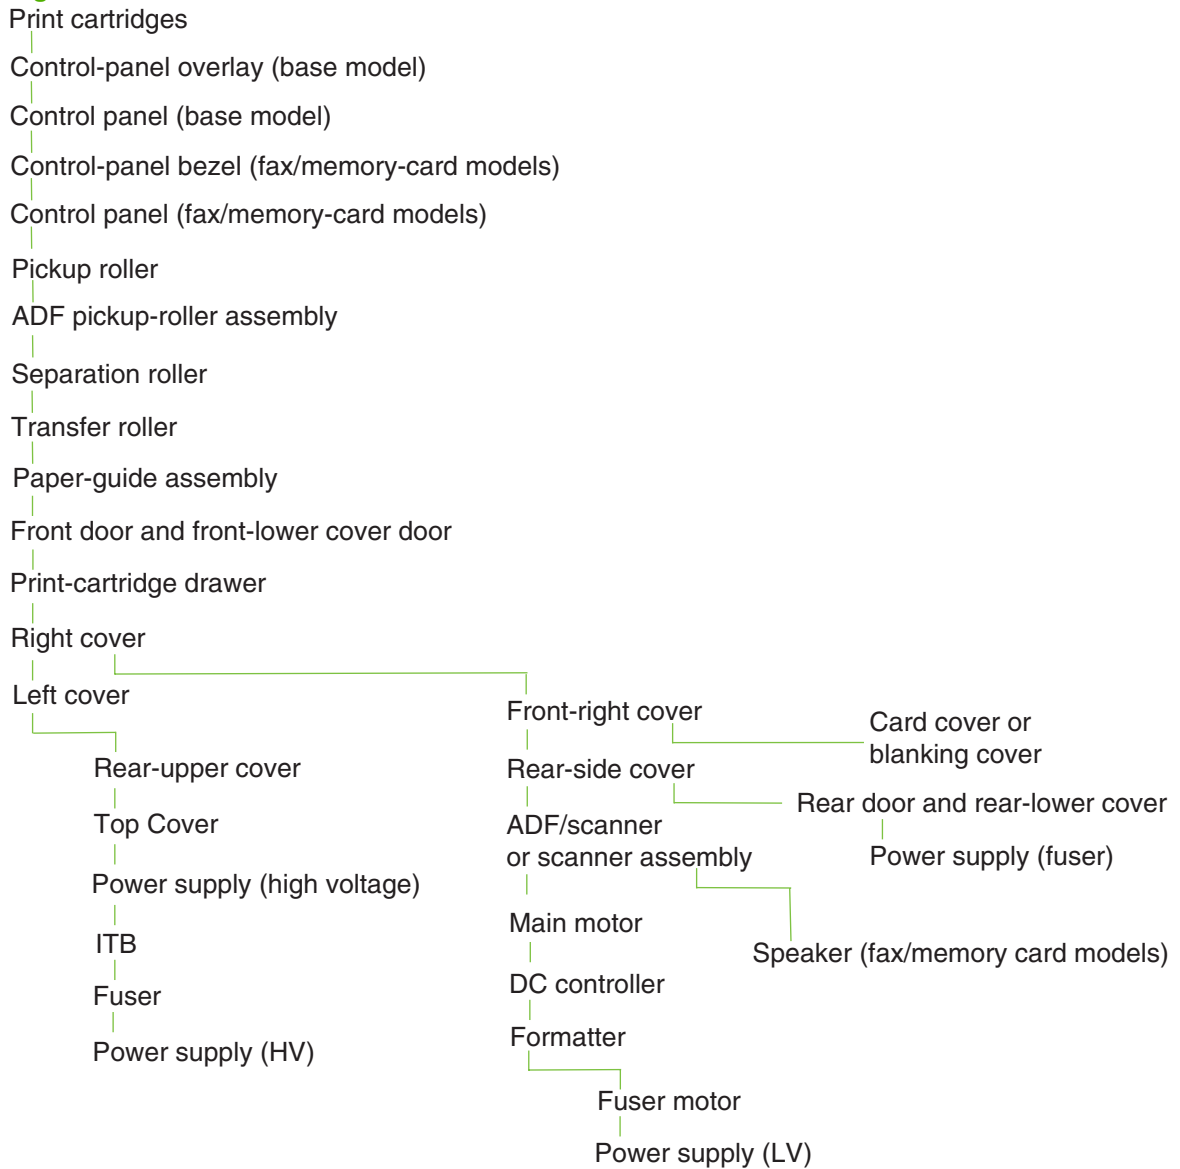 Print cartridges
Control-panel overlay (base model)
Control panel (base model)
Control-panel bezel (fax/memory-card models)
Control panel (fax/memory-card models)
Pickup roller
ADF pickup-roller assembly
Separation roller
Transfer roller
Paper-guide assembly
Front door and front-lower cover door
Print-cartridge drawer
Right cover
Left cover
Rear-upper cover
Top Cover
Power supply (high voltage)
ITB
Fuser
Power supply (HV)
Front-right cover
Rear-side cover
ADF/scanner
or scanner assembly
Main motor
DC controller
Formatter
Fuser motor
Power supply (LV)
Card cover or
blanking cover
Rear door and rear-lower cover
Power supply (fuser)
Speaker (fax/memory card models)